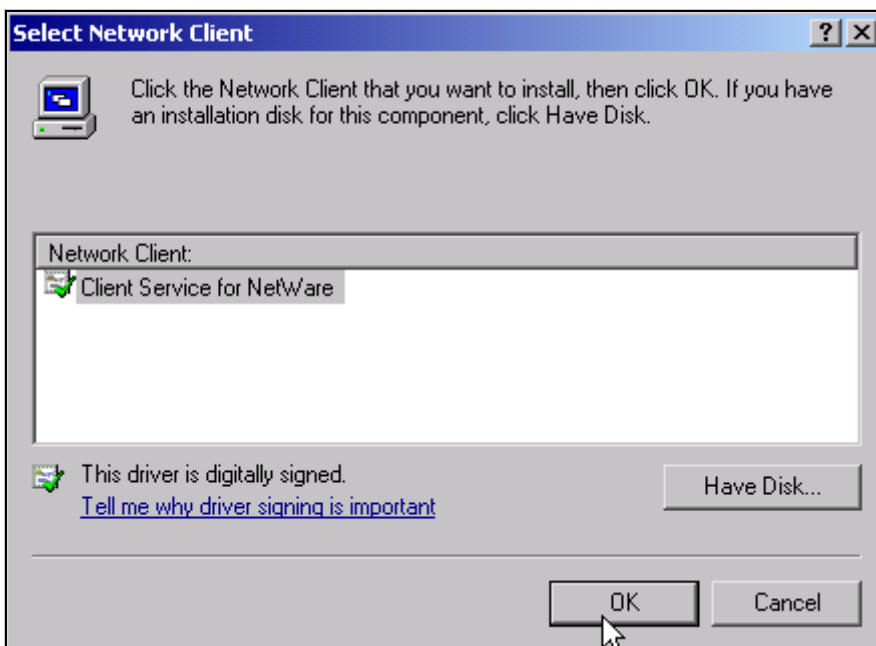 Select Network Client
Click the Network Client that you want to install, then click OK. If you have
an installation disk for this component, click Have Disk.
Network Client:
Client Service for NetWare
This driver is digitally signed.
Tell me why driver signing is important
Have Disk...
OK
Cancel